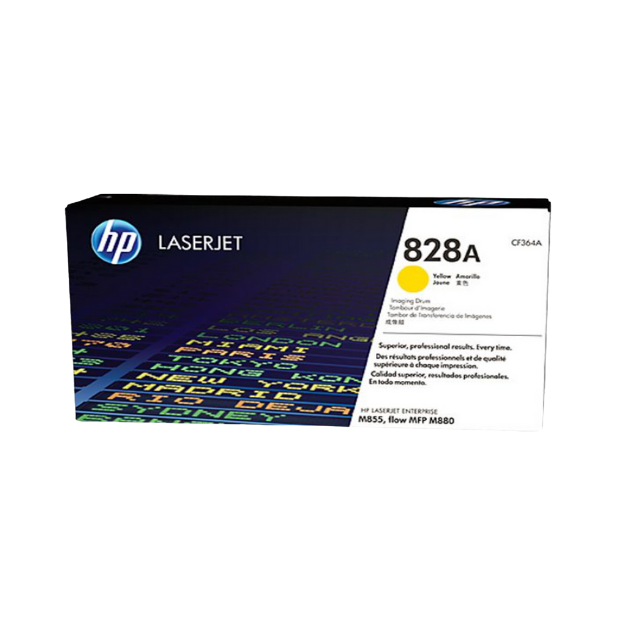 hp
LASERJET
828A
CF364A
Yellow Amarillo
Jaune 黄色
Imaging Drum
Tambour d'imagerie
Tambor de Transferencia de Imágenes
成像鼓
Superior, professional results. Every time.
Des résultats professionnels et de qualité
supérieure à chaque impression.
Calidad superior, resultados profesionales.
En todo momento.
HP LASERJET ENTERPRISE
M855, flow MFP M880
LONDON
MIAMI
PARIS
TOKYO
HONG KONG
NEW YORK
MADRID
RIO DEJA
SYDNEY